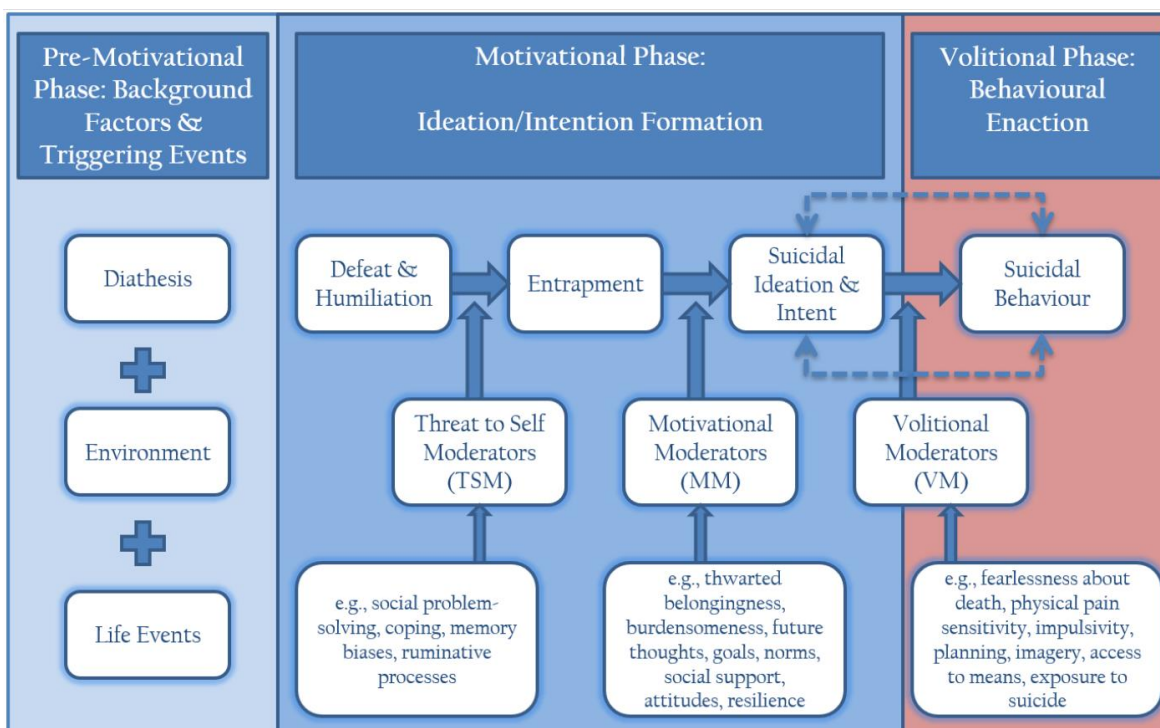 Pre-Motivational
Phase: Background
Factors &
Triggering Events
Motivational Phase:
Ideation/Intention Formation
Volitional Phase:
Behavioural
Enaction
Diathesis
Environment
Life Events
Defeat &
Humiliation
Entrapment
Suicidal
Ideation &
Intent
Suicidal
Behaviour
Threat to Self
Moderators
(TSM)
Motivational
Moderators
(MM)
Volitional
Moderators
(VM)
e.g., social problem-
solving, coping, memory
biases, ruminative
processes
e.g., thwarted
belongingness,
burdensomeness, future
thoughts, goals, norms,
social support,
attitudes, resilience
e.g., fearlessness about
death, physical pain
sensitivity, impulsivity,
planning, imagery, access
to means, exposure to
suicide